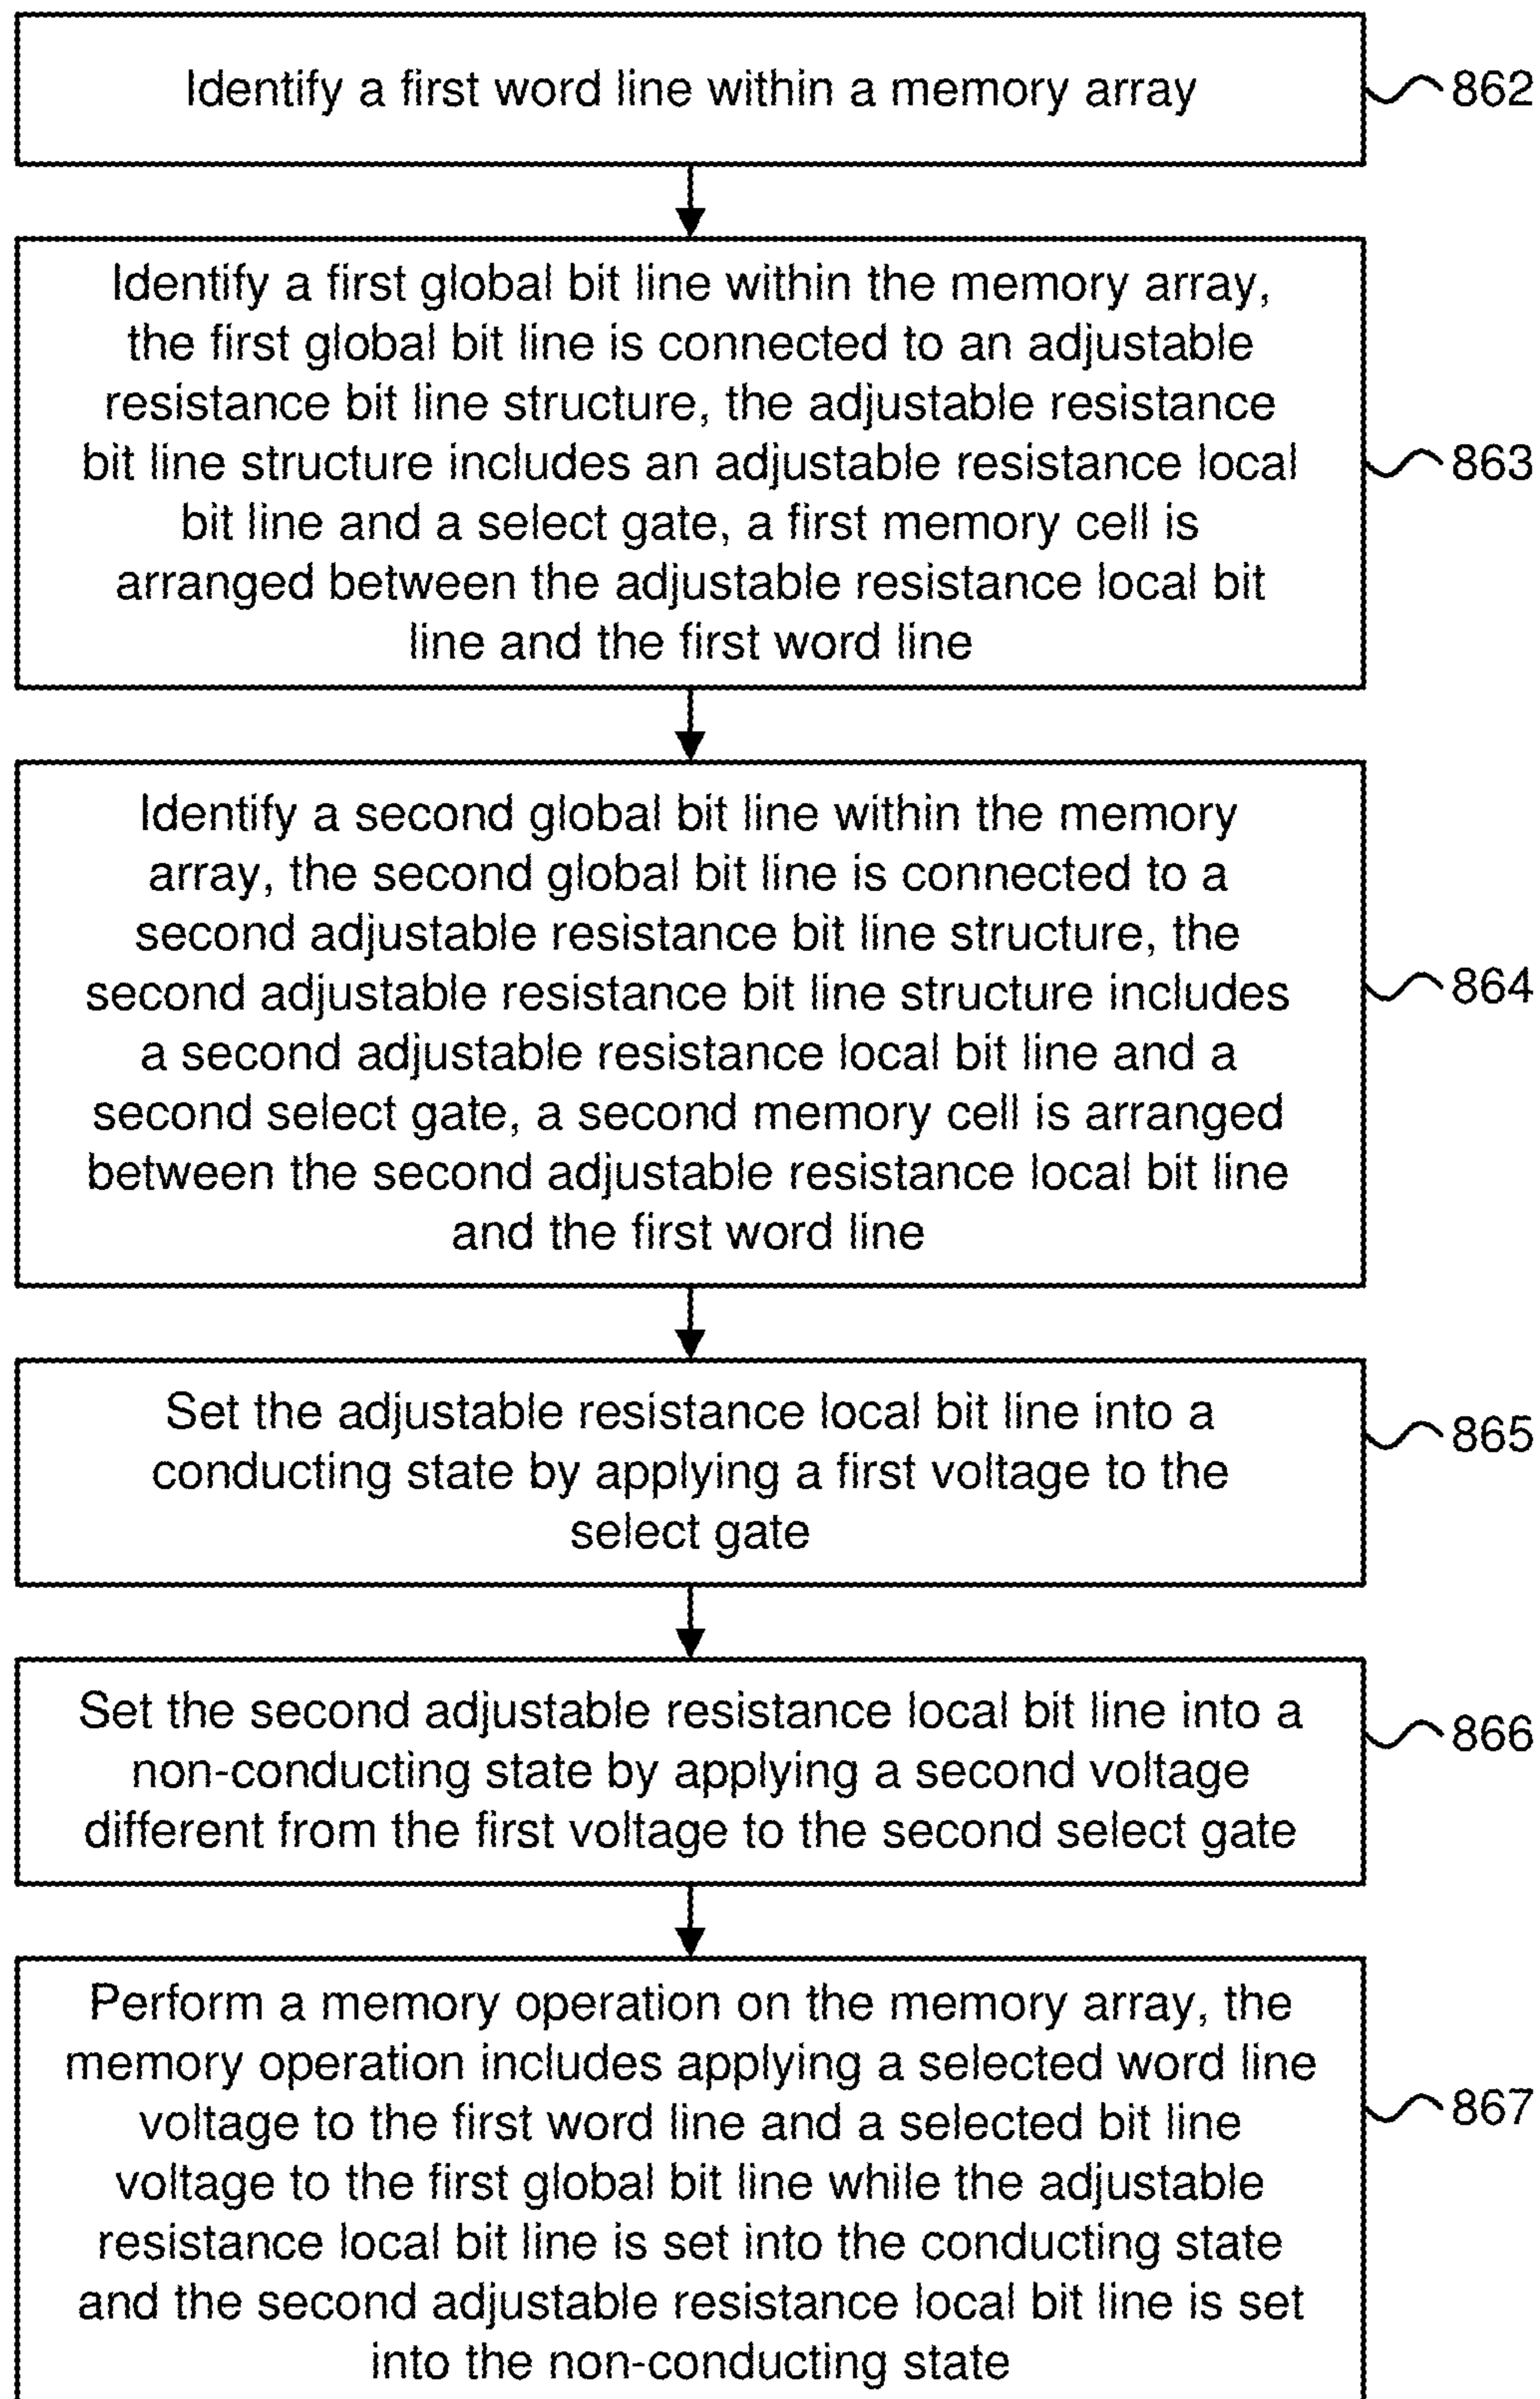 Identify a first word line within a memory array
862
Identify a first global bit line within the memory array,
the first global bit line is connected to an adjustable
resistance bit line structure, the adjustable resistance
bit line structure includes an adjustable resistance local
bit line and a select gate, a first memory cell is
arranged between the adjustable resistance local bit
line and the first word line
863
Identify a second global bit line within the memory
array, the second global bit line is connected to a
second adjustable resistance bit line structure, the
second adjustable resistance bit line structure includes
a second adjustable resistance local bit line and a
second select gate, a second memory cell is arranged
between the second adjustable resistance local bit line
and the first word line
864
Set the adjustable resistance local bit line into a
conducting state by applying a first voltage to the
select gate
865
Set the second adjustable resistance local bit line into a
non-conducting state by applying a second voltage
different from the first voltage to the second select gate
866
Perform a memory operation on the memory array, the
memory operation includes applying a selected word line
voltage to the first word line and a selected bit line
voltage to the first global bit line while the adjustable
resistance local bit line is set into the conducting state
and the second adjustable resistance local bit line is set
into the non-conducting state
867